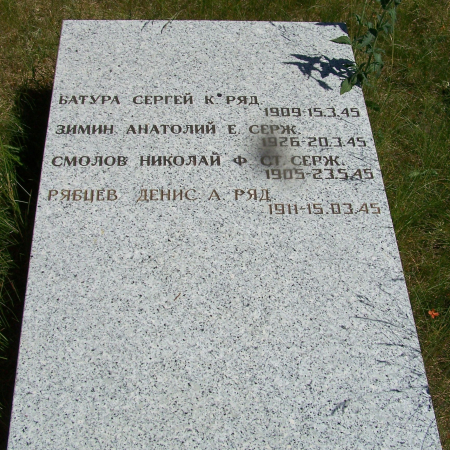 БАТУРА СЕРГЕЙ К. РЯД.
1909-15.3.45
ЗИМИН АНАТОЛИЙ Е. СЕРЖ.
1926-20.3.45
СМОЛОВ НИКОЛАЙ Ф. СТ. СЕРЖ.
1905-23.5.45
РЯБЦЕВ ДЕНИС А. РЯД.
1911-15.03.45